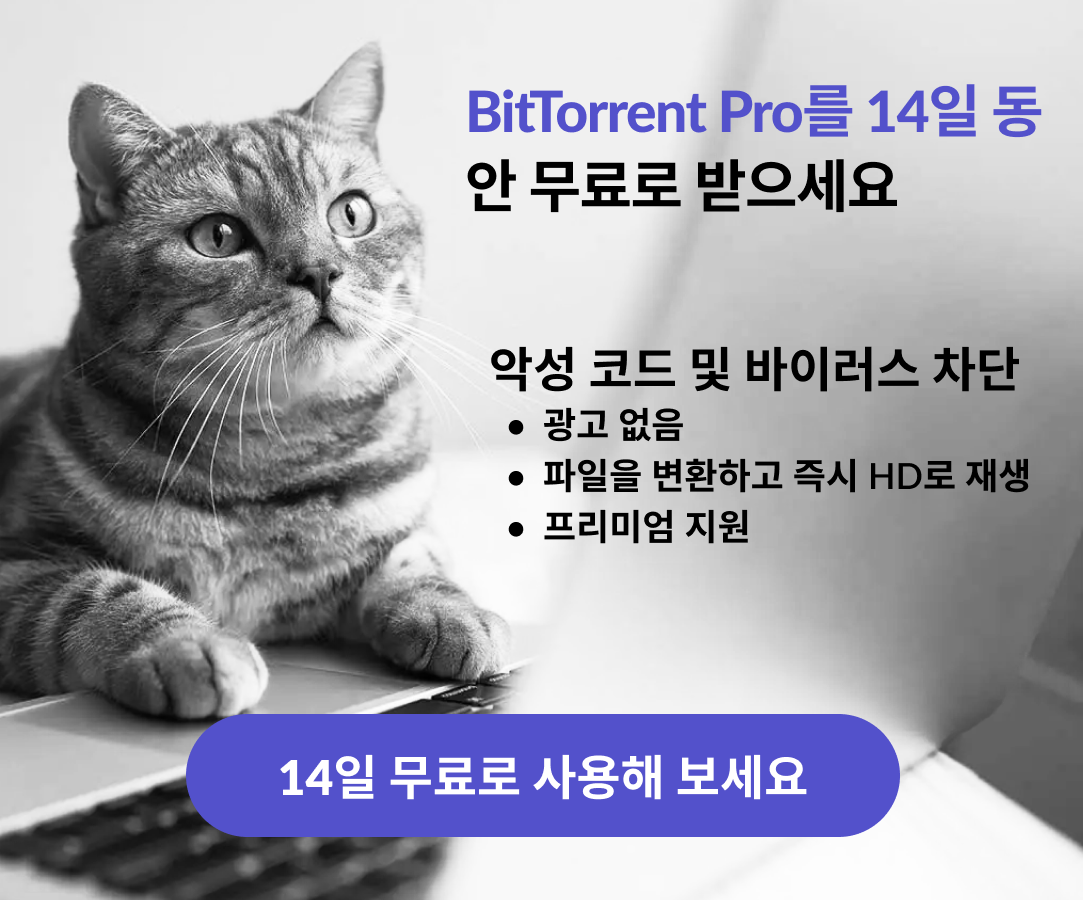 BitTorrent Pro를 14일 동
안 무료로 받으세요
악성 코드 및 바이러스 차단
• 광고 없음
• 파일을 변환하고 즉시 HD로 재생
• 프리미엄 지원
14일 무료로 사용해 보세요